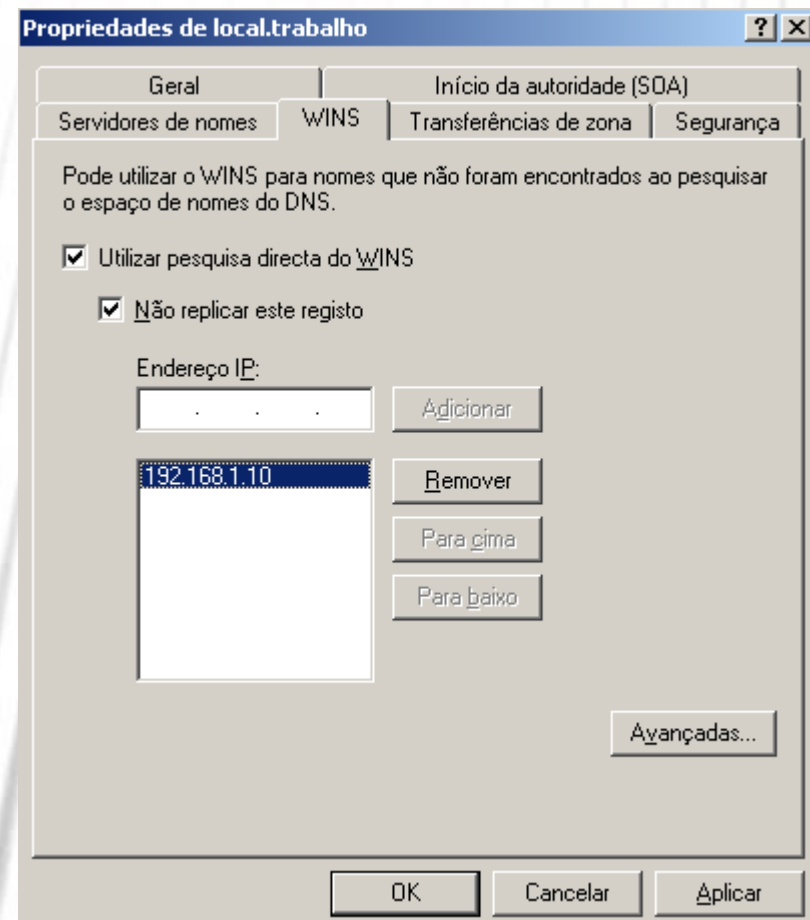 Propriedades de local.trabalho
Geral
Início da autoridade (SOA)
Servidores de nomes
WINS
Transferências de zona
Segurança
Pode utilizar o WINS para nomes que não foram encontrados ao pesquisar
o espaço de nomes do DNS.
Utilizar pesquisa directa do WINS
Não replicar este registo
Endereço IP:
. . .
Adicionar
192.168.1.10
Remover
Para cima
Para baixo
Avançadas...
OK
Cancelar
Aplicar